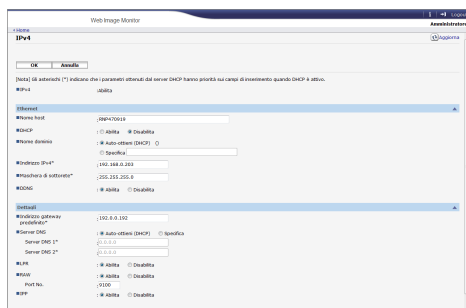 Web Image Monitor
Home
Amministratore
IPv4
Aggiorna
OK Annulla
[Nota] Gli asterischi (*) indicano che i parametri ottenuti dal server DHCP hanno priorità sui campi di inserimento quando DHCP è attivo.
IPv4 :Abilita
Ethernet
Nome host :RNP470919
DHCP : Abilita Disabilita
Nome dominio : Auto-ottieni (DHCP) ()
Specifica
Indirizzo IPv4* :192.168.0.203
Maschera di sottorete* :255.255.255.0
DDNS : Abilita Disabilita
Dettagli
Indirizzo gateway predefinito* :192.0.0.192
Server DNS : Auto-ottieni (DHCP) Specifica
Server DNS 1* :0.0.0.0
Server DNS 2* :0.0.0.0
LPR : Abilita Disabilita
RAW : Abilita Disabilita
Port No. :9100
IPP : Abilita Disabilita